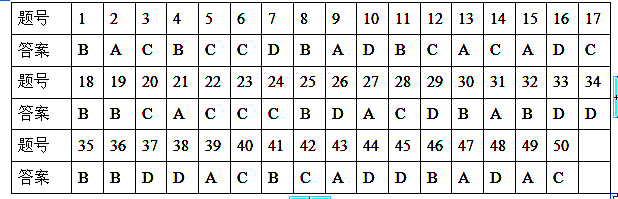 题号 1 2 3 4 5 6 7 8 9 10 11 12 13 14 15 16 17
答案 B A C B C C D B A D B C A C A D C
题号 18 19 20 21 22 23 24 25 26 27 28 29 30 31 32 33 34
答案 B B C A C C C B D A C D B A B D D
题号 35 36 37 38 39 40 41 42 43 44 45 46 47 48 49 50
答案 B B D D A C B C A D D B A D A C